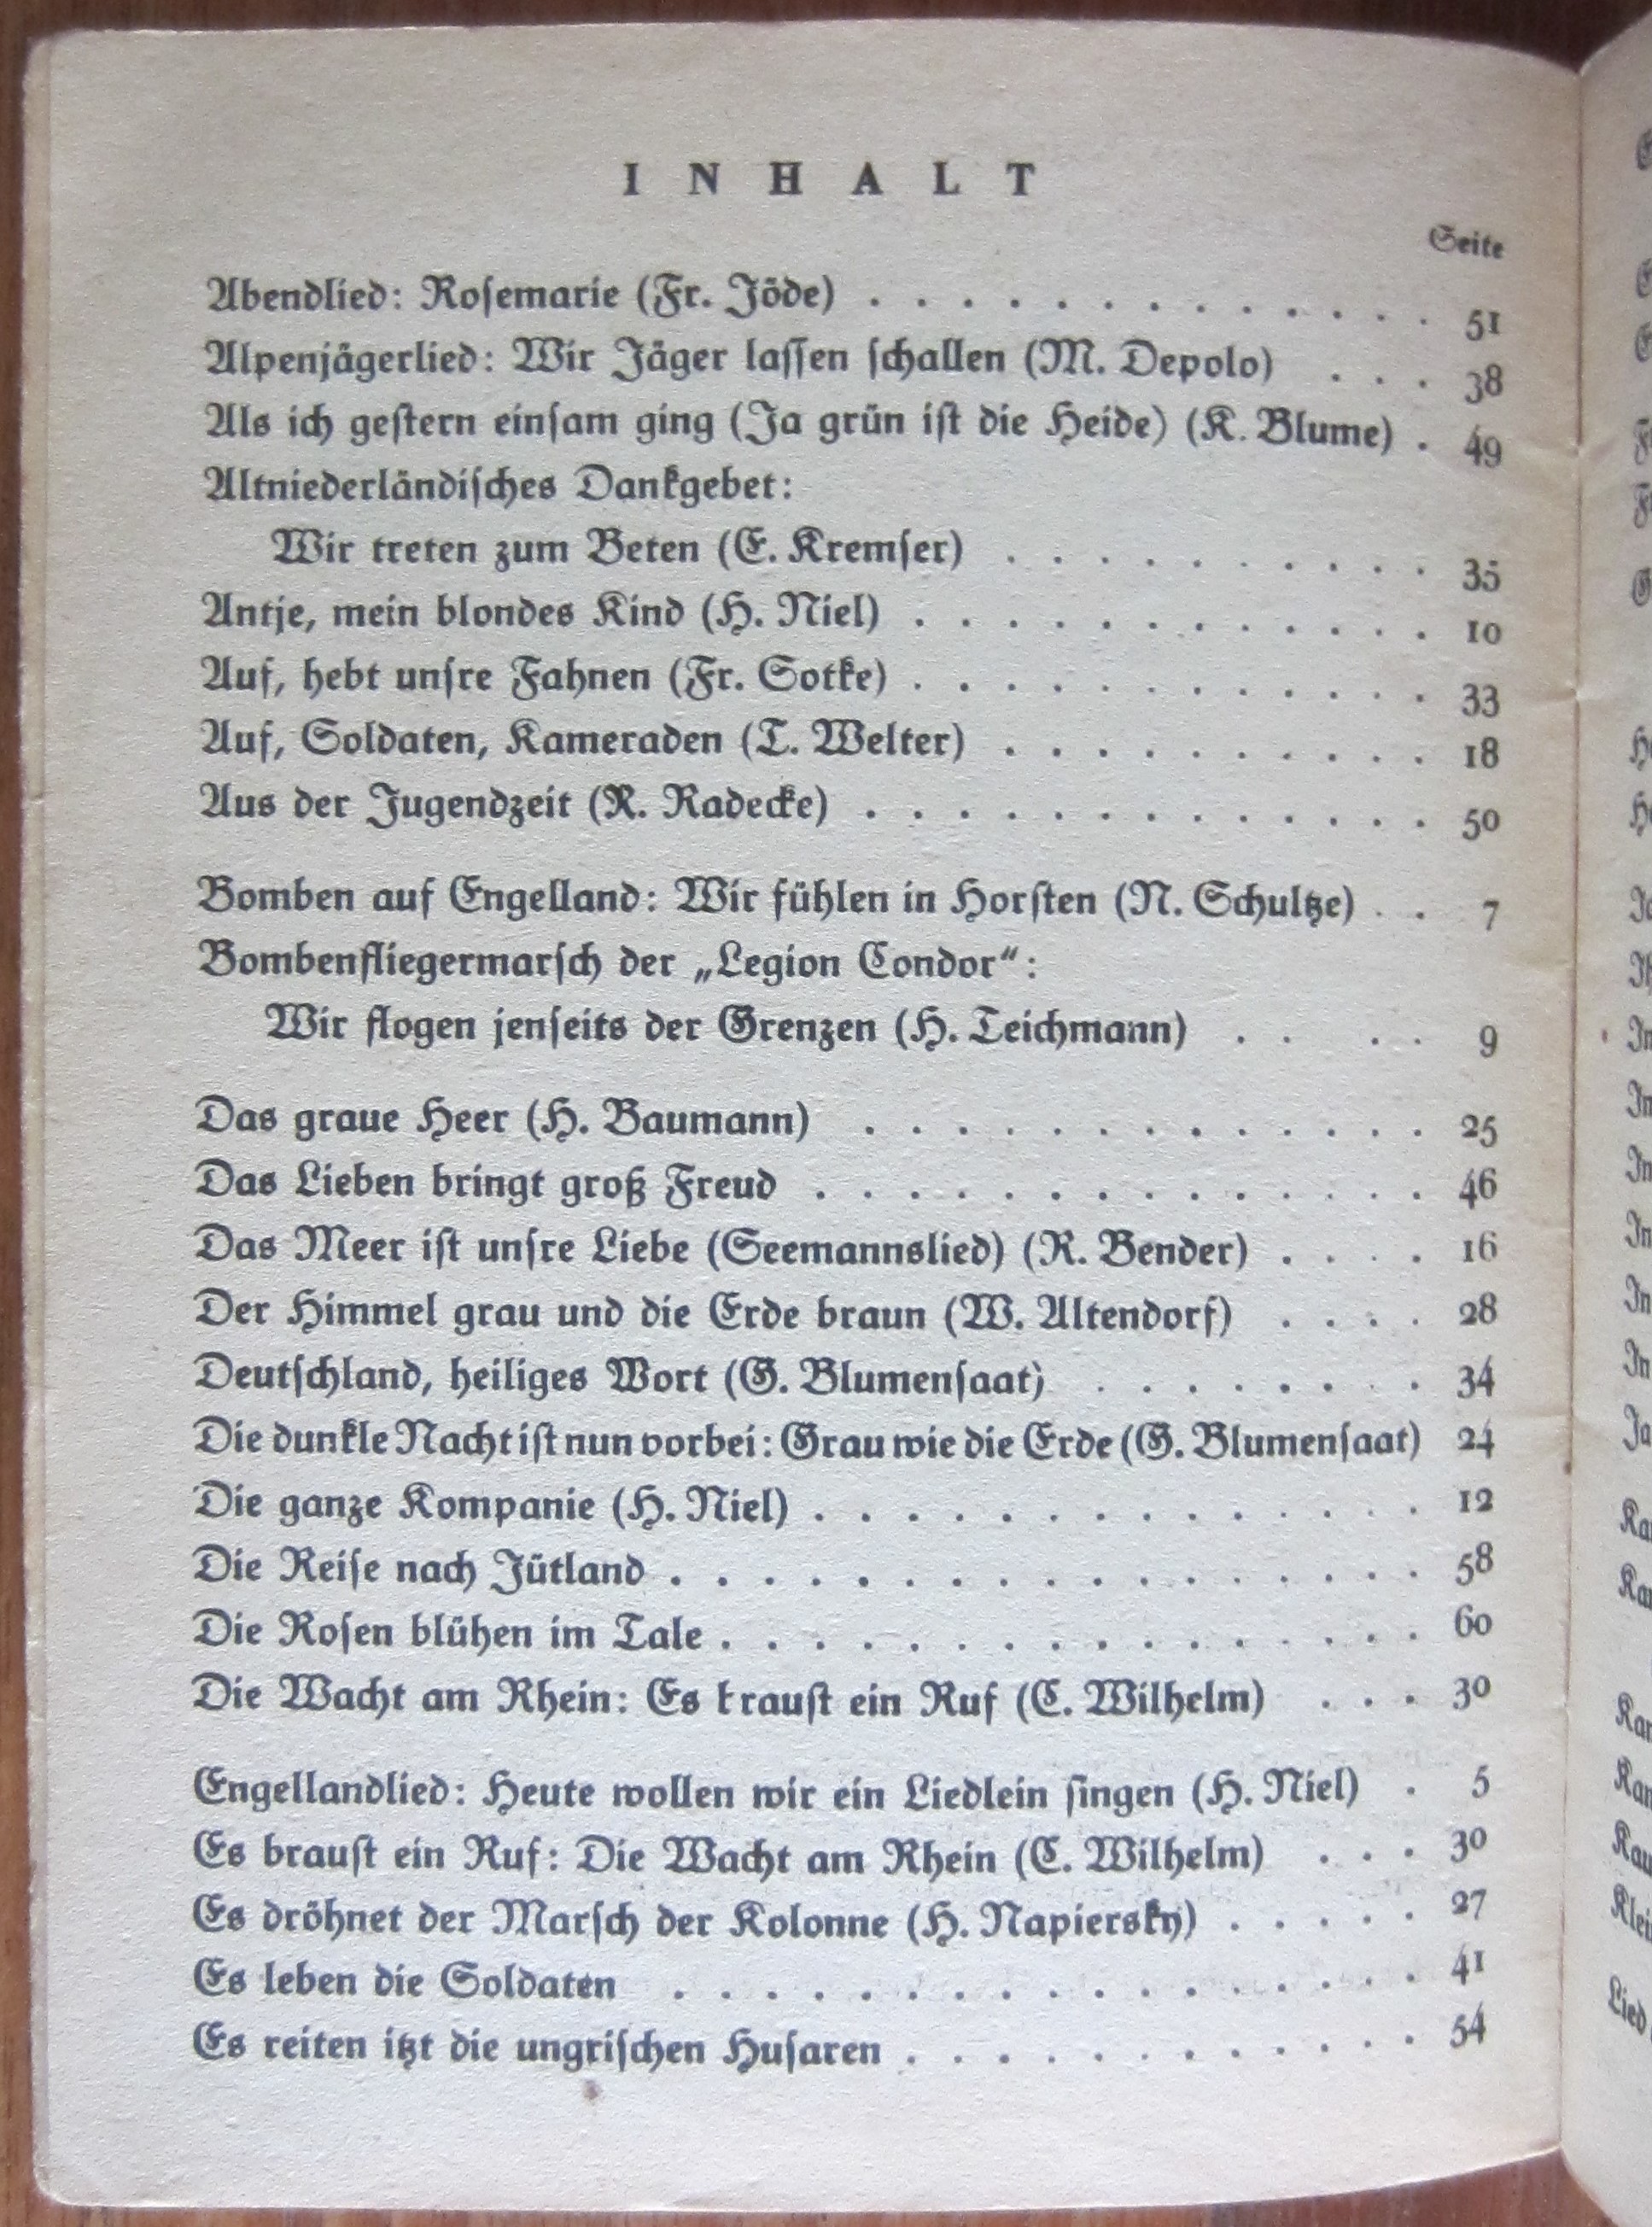 INHALT
Seite
Abendlied: Rosemarie (Fr. Jöde) . . . . . . . . . . . . . 51
Alpenjägerlied: Wir Jäger lassen schallen (M. Depolo) . . . 38
Als ich gestern einsam ging (Ja grün ist die Heide) (K. Blume) . 49
Altniederländisches Dankgebet:
Wir treten zum Beten (E. Kremser) . . . . . . . . . . 35
Antje, mein blondes Kind (H. Niel) . . . . . . . . . . . . 10
Auf, hebt unsre Fahnen (Fr. Sotke) . . . . . . . . . . . . 33
Auf, Soldaten, Kameraden (T. Welter) . . . . . . . . . . 18
Aus der Jugendzeit (R. Radecke) . . . . . . . . . . . . . 50
Bomben auf Engelland: Wir fühlen in Horsten (N. Schultze) . . 7
Bombenfliegermarsch der „Legion Condor“:
Wir flogen jenseits der Grenzen (H. Teichmann) . . . . 9
Das graue Heer (H. Baumann) . . . . . . . . . . . . . 25
Das Lieben bringt groß Freud . . . . . . . . . . . . . . 46
Das Meer ist unsre Liebe (Seemannslied) (R. Bender) . . . . 16
Der Himmel grau und die Erde braun (W. Altendorf) . . . . 28
Deutschland, heiliges Wort (G. Blumensaat) . . . . . . . . 34
Die dunkle Nacht ist nun vorbei: Grau wie die Erde (G. Blumensaat) 24
Die ganze Kompanie (H. Niel) . . . . . . . . . . . . . . 12
Die Reise nach Jütland . . . . . . . . . . . . . . . . . 58
Die Rosen blühen im Tale . . . . . . . . . . . . . . . . 60
Die Wacht am Rhein: Es kraust ein Ruf (C. Wilhelm) . . . 30
Engellandlied: Heute wollen wir ein Liedlein singen (H. Niel) . 5
Es braust ein Ruf: Die Wacht am Rhein (C. Wilhelm) . . . 30
Es dröhnet der Marsch der Kolonne (H. Napiersky) . . . . . 27
Es leben die Soldaten . . . . . . . . . . . . . . . . . 41
Es reiten itzt die ungrischen Husaren . . . . . . . . . . . . 54